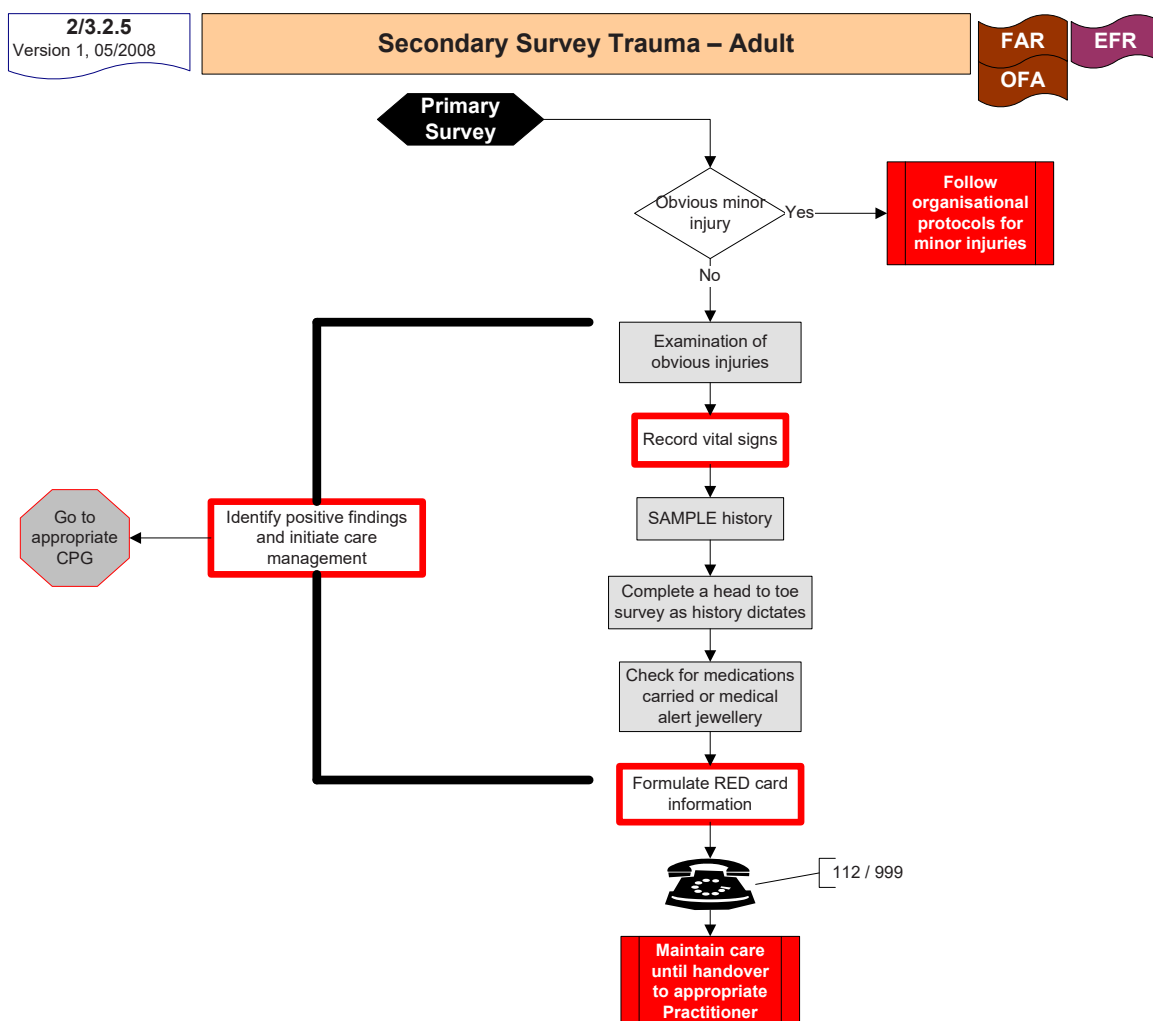 2/3.2.5
Version 1, 05/2008
Secondary Survey Trauma – Adult
FAR
EFR
OFA
Primary
Survey
Obvious minor
injury
Yes
Follow
organisational
protocols for
minor injuries
No
Examination of
obvious injuries
Record vital signs
SAMPLE history
Go to
appropriate
CPG
Identify positive findings
and initiate care
management
Complete a head to toe
survey as history dictates
Check for medications
carried or medical
alert jewellery
Formulate RED card
information
112 / 999
Maintain care
until handover
to appropriate
Practitioner